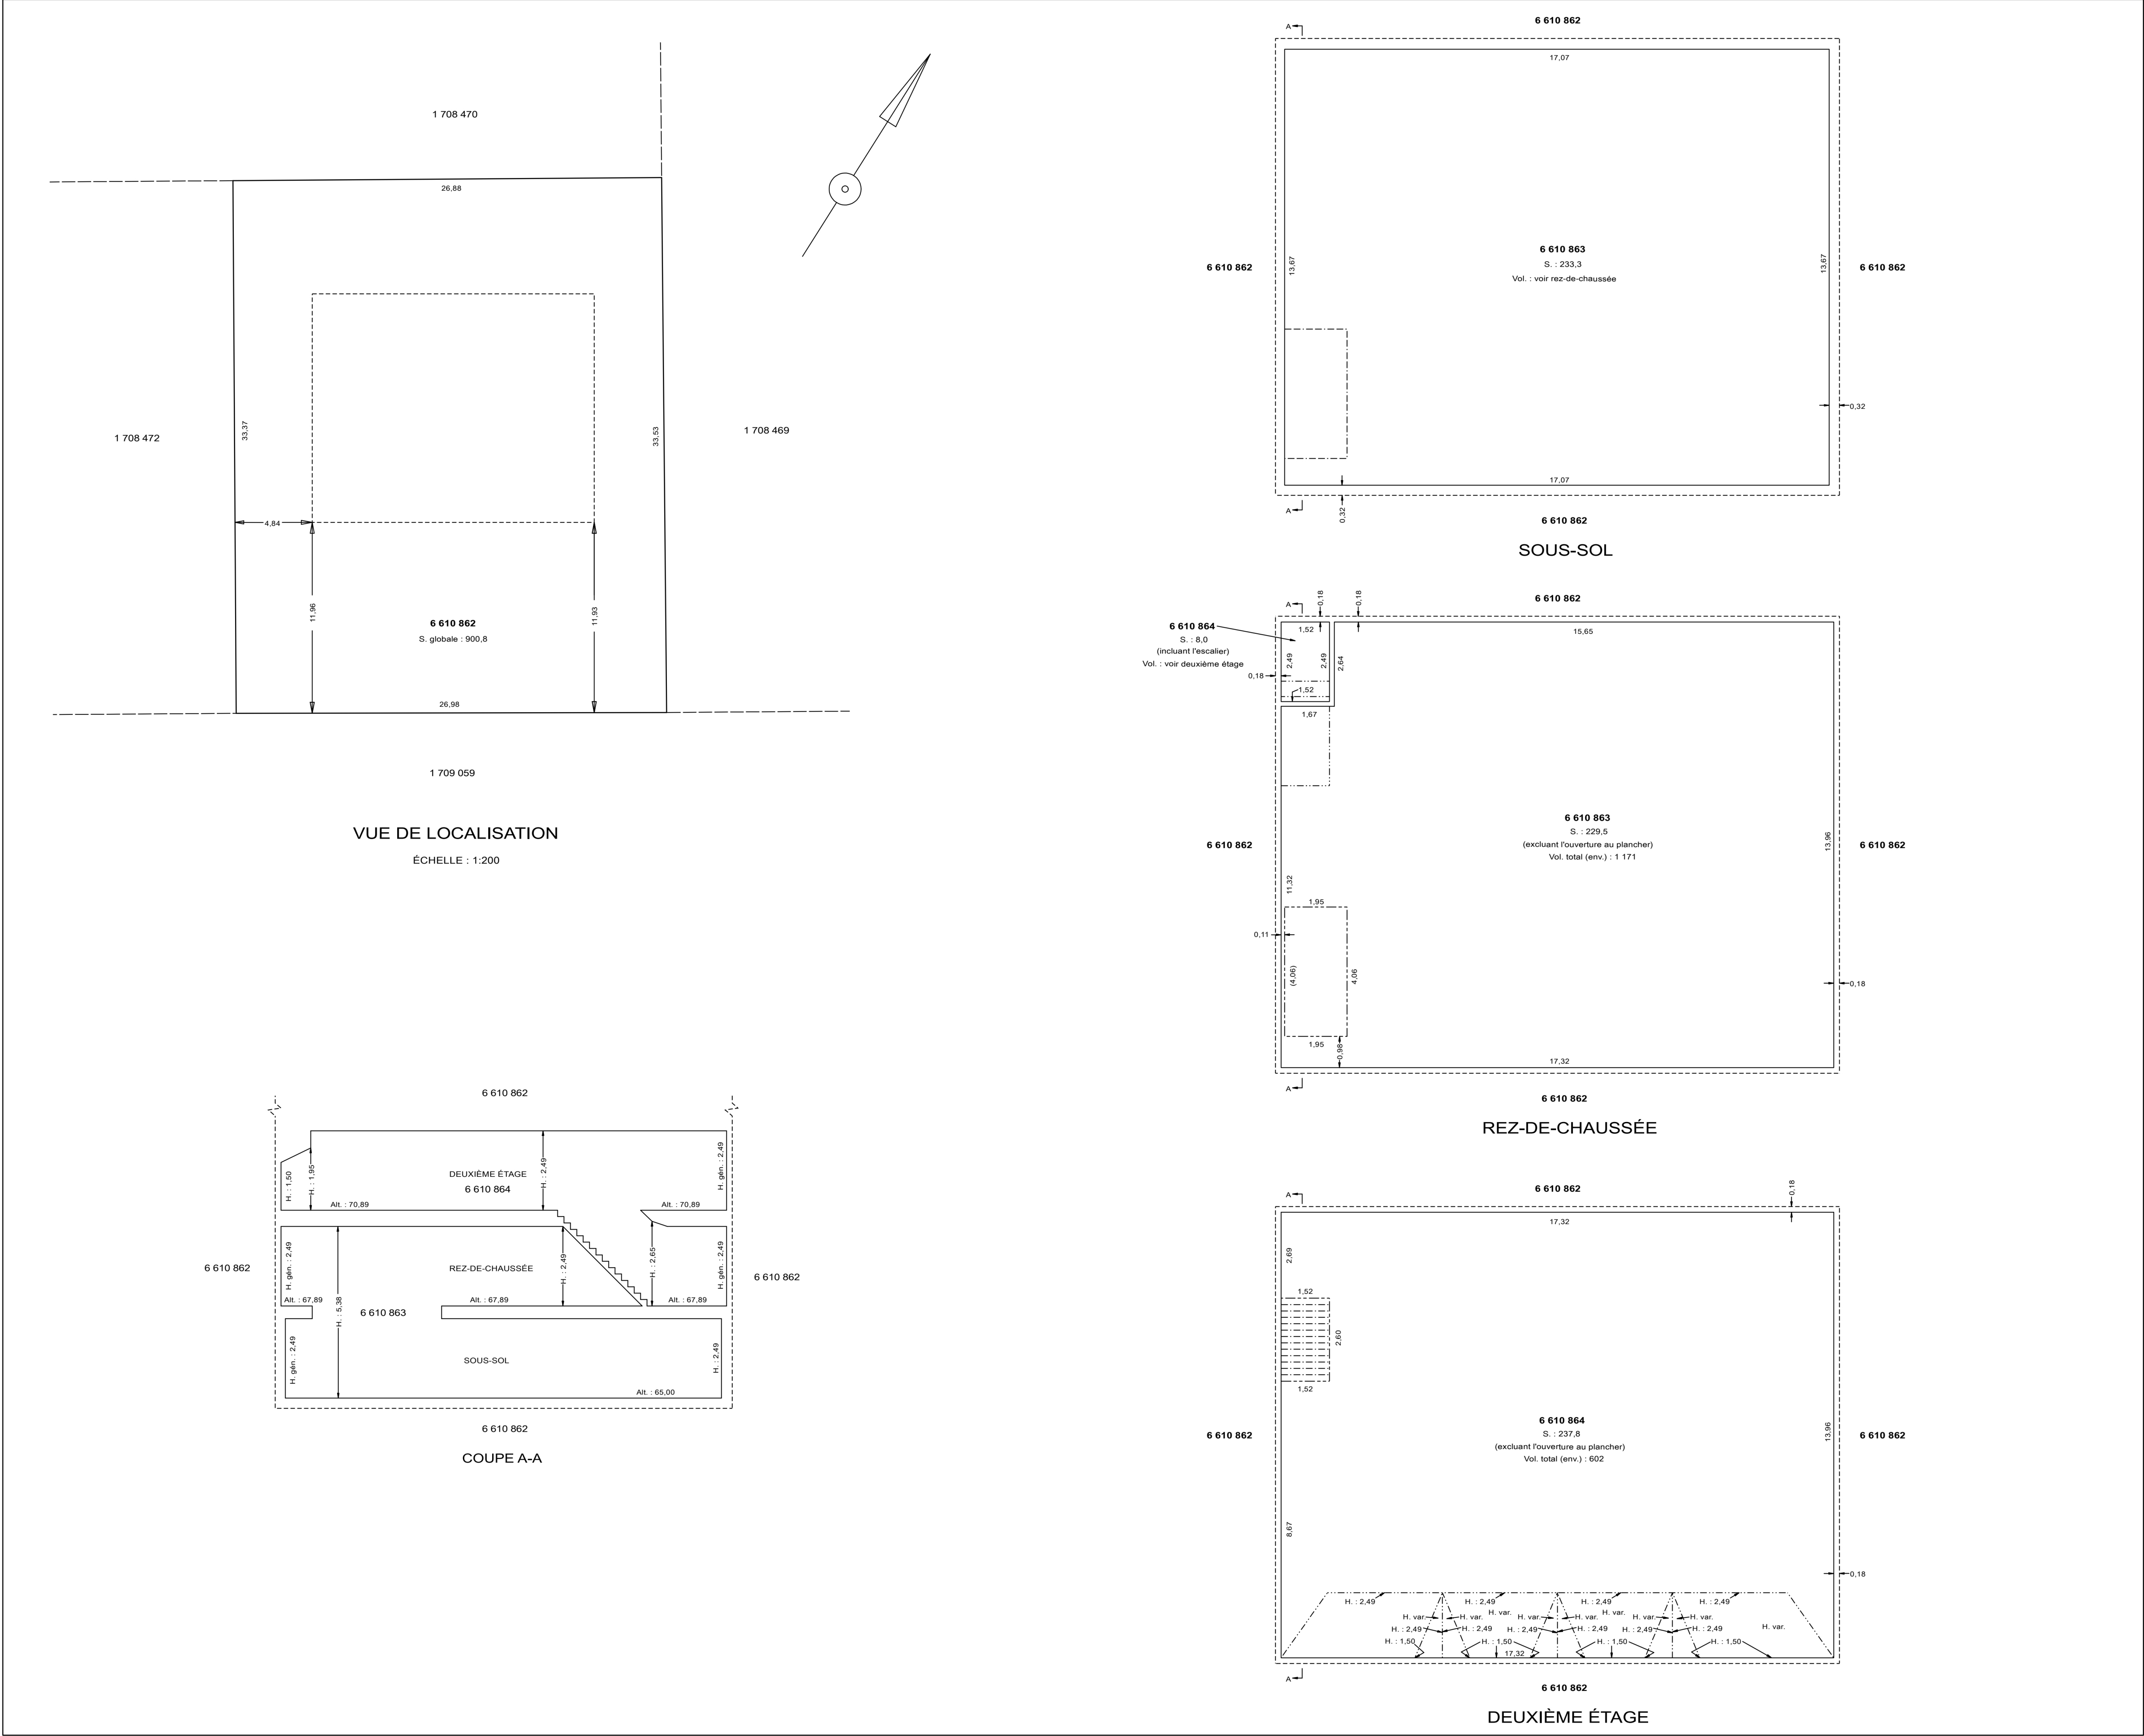 1 708 470
26,88
33,37
33,53
1 708 472
1 708 469
4,84
11,96
11,93
6 610 862
S. globale : 900,8
26,98
1 709 059
VUE DE LOCALISATION
ÉCHELLE : 1:200
6 610 862
H. : 1,50
H. : 1,95
DEUXIÈME ÉTAGE
6 610 864
H. : 2,49
H. gén. : 2,49
Alt. : 70,89
Alt. : 70,89
6 610 862
H. gén. : 2,49
REZ-DE-CHAUSSÉE
H. : 2,49
H. : 2,65
H. gén. : 2,49
6 610 862
Alt. : 67,89
H. : 5,38
6 610 863
Alt. : 67,89
Alt. : 67,89
H. gén. : 2,49
SOUS-SOL
H. : 2,49
Alt. : 65,00
6 610 862
COUPE A-A
6 610 862
A
17,07
6 610 862
13,67
6 610 863
S. : 233,3
Vol. : voir rez-de-chaussée
13,67
6 610 862
0,32
17,07
A
0,32
6 610 862
SOUS-SOL
6 610 862
A
0,18
0,18
6 610 864
S. : 8,0
(incluant l'escalier)
Vol. : voir deuxième étage
1,52
15,65
2,49
2,49
2,64
0,18
1,52
1,67
6 610 862
6 610 863
S. : 229,5
(excluant l'ouverture au plancher)
Vol. total (env.) : 1 171
13,96
6 610 862
11,32
1,95
0,11
(4,06)
4,06
0,18
1,95
0,98
17,32
A
6 610 862
REZ-DE-CHAUSSÉE
6 610 862
A
0,18
17,32
2,69
1,52
2,60
1,52
6 610 862
6 610 864
S. : 237,8
(excluant l'ouverture au plancher)
Vol. total (env.) : 602
13,96
6 610 862
8,67
0,18
H. : 2,49
H. : 2,49
H. : 2,49
H. : 2,49
H. var.
H. var.
H. var.
H. var.
H. var.
H. var.
H. var.
H. var.
H. var.
H. : 2,49
H. : 2,49
H. : 2,49
H. : 2,49
H. : 2,49
H. : 2,49
H. : 1,50
H. : 1,50
H. : 1,50
H. : 1,50
17,32
A
6 610 862
DEUXIÈME ÉTAGE